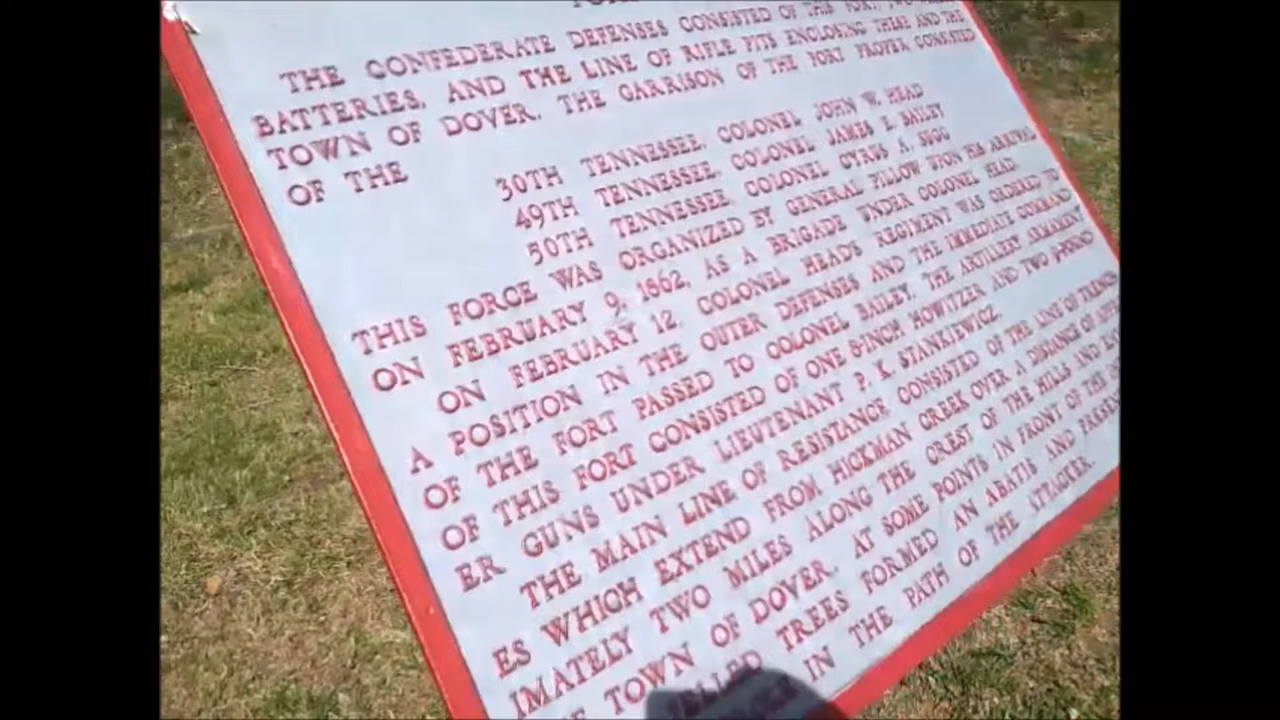 THE CONFEDERATE DEFENSES CONSISTED OF THIS FORT, TWO
BATTERIES, AND THE LINE OF RIFLE PITS ENCLOSING THESE AND THE
TOWN OF DOVER. THE GARRISON OF THE FORT PROPER CONSISTED
OF THE
30TH TENNESSEE, COLONEL JOHN W. HEAD
49TH TENNESSEE, COLONEL JAMES E. BAILEY
50TH TENNESSEE, COLONEL CYRUS A. SUGG
THIS FORCE WAS ORGANIZED BY GENERAL PILLOW UPON HIS ARRIVAL
ON FEBRUARY 9, 1862, AS A BRIGADE UNDER COLONEL HEAD.
ON FEBRUARY 12, COLONEL HEADS REGIMENT WAS ORDERED TO
A POSITION IN THE OUTER DEFENSES AND THE IMMEDIATE COMMAND
OF THE FORT PASSED TO COLONEL BAILEY. THE ARTILLERY ARMAMENT
OF THIS FORT CONSISTED OF ONE 8-INCH HOWITZER AND TWO 9-POUND
ER GUNS UNDER LIEUTENANT P. K. STANKIEWICZ.
THE MAIN LINE OF RESISTANCE CONSISTED OF THE LINE OF TRENCH
ES WHICH EXTEND FROM HICKMAN CREEK OVER A DISTANCE OF
IMATELY TWO MILES ALONG THE CREST OF THE HILLS AND
TOWN OF DOVER. AT SOME POINTS IN FRONT OF THE
TREES FORMED AN ABATIS AND
IN THE PATH OF THE ATTACKER.